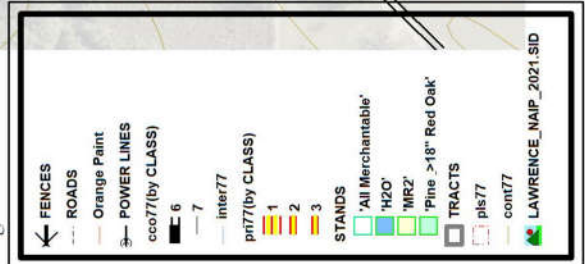 FENCES
ROADS
Orange Paint
POWER LINES
cco77(by CLASS)
6
7
inter77
pri77(by CLASS)
1
2
3
STANDS
'All Merchantable'
'H2O'
'MR2'
'Pine_>18" Red Oak'
TRACTS
pls77
cont77
LAWRENCE_NAIP_2021.SID